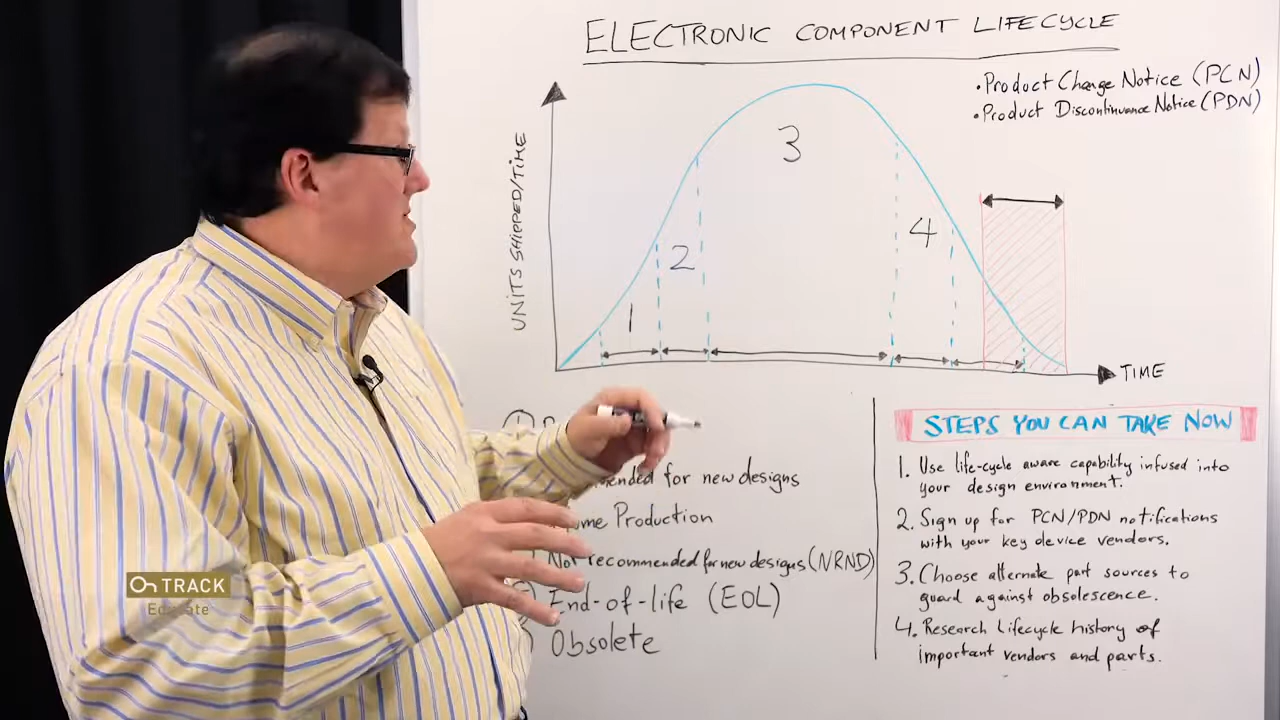 ELECTRONIC COMPONENT LIFECYCLE
• Product Change Notice (PCN)
• Product Discontinuance Notice (PDN)
UNITS SHIPPED/TIME
1
2
3
4
TIME
for new designs
Production
Not recommended for new designs (NRND)
End-of-life (EOL)
Obsolete
STEPS YOU CAN TAKE NOW
1. Use life-cycle aware capability infused into
your design environment.
2. Sign up for PCN/PDN notifications
with your key device vendors.
3. Choose alternate part sources to
guard against obsolescence.
4. Research Lifecycle history of
important vendors and parts.
On TRACK